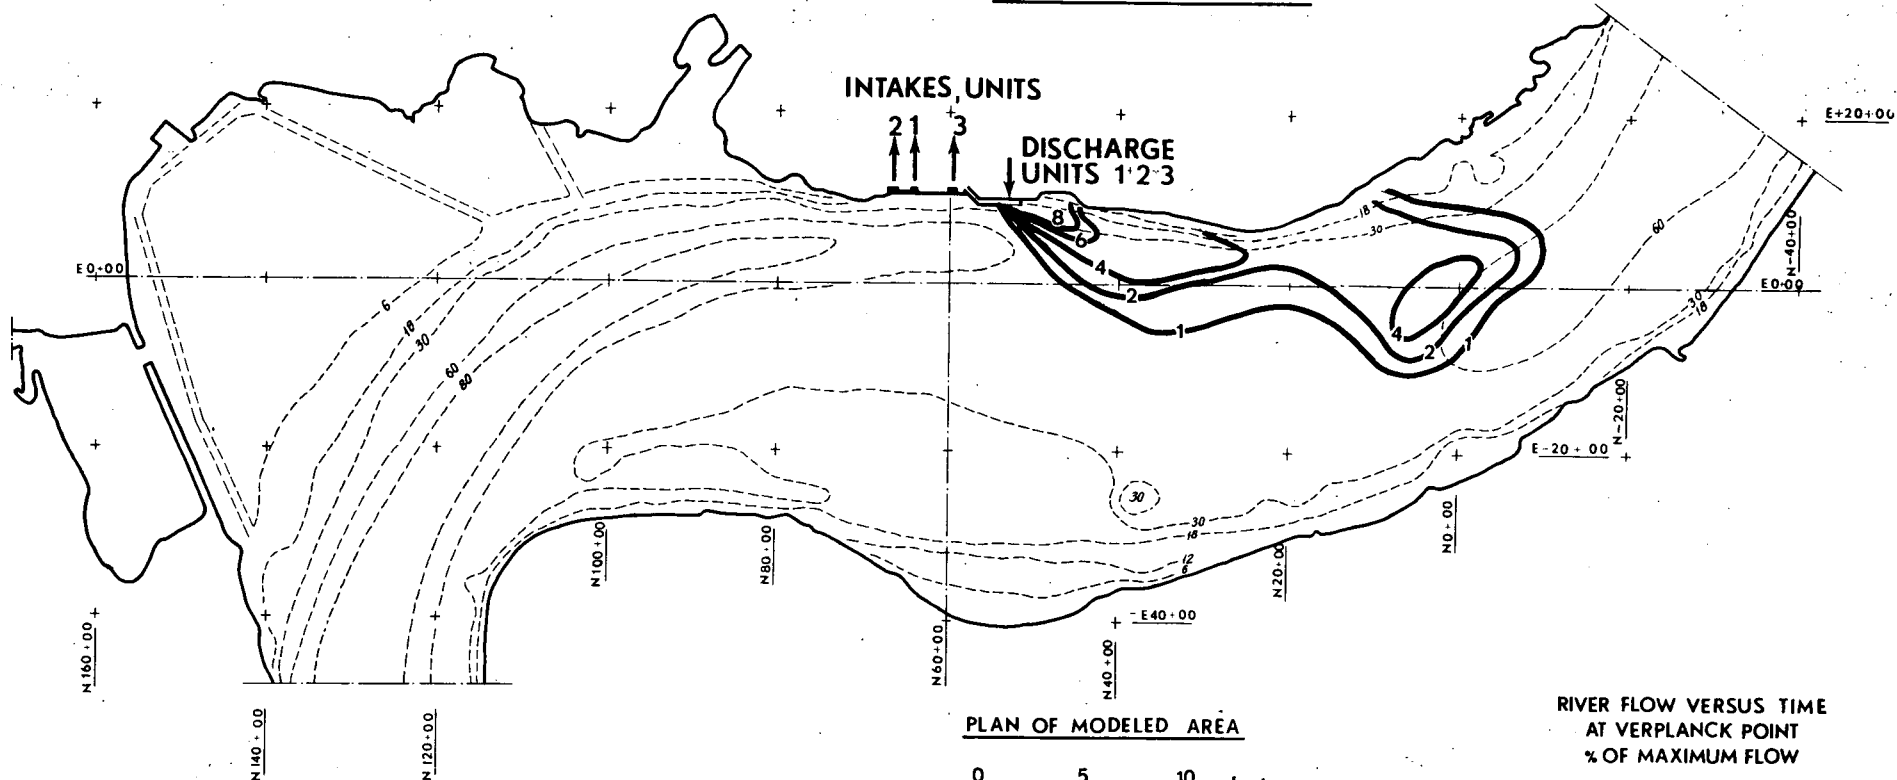 INTAKES, UNITS
2 1 3
DISCHARGE
UNITS 1+2+3
E+20+00
E 0+00
E 0+00
N-40+00
8
6
4
2
1
4
2
1
18
30
60
30
18
6
18
30
60
80
30
30
18
12
6
E-20+00
N-20+00
N0+00
N20+00
N100+00
N80+00
-E40+00
N160+00
N60+00
N40+00
N140+00
N120+00
PLAN OF MODELED AREA
0 5 10
RIVER FLOW VERSUS TIME
AT VERPLANCK POINT
% OF MAXIMUM FLOW